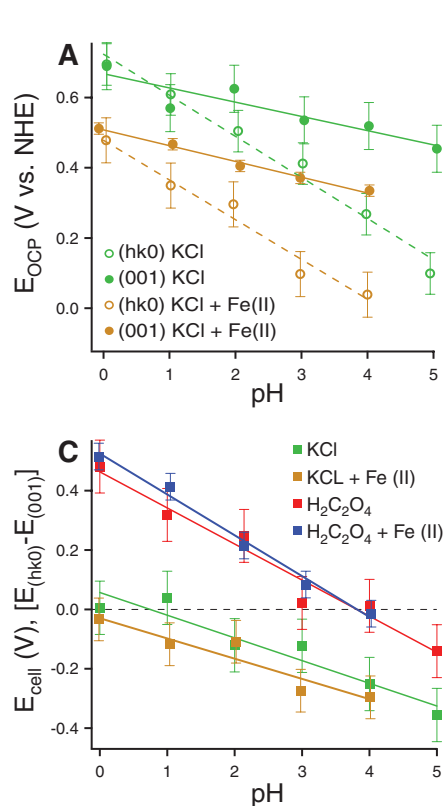 A
0.6
0.4
0.2
0.0
E_OCP (V vs. NHE)
(hk0) KCl
(001) KCl
(hk0) KCl + Fe(II)
(001) KCl + Fe(II)
0 1 2 3 4 5
pH
C
0.4
0.2
0.0
-0.2
-0.4
E_cell (V), [E_(hk0)-E_(001)]
KCl
KCL + Fe (II)
H₂C₂O₄
H₂C₂O₄ + Fe (II)
0 1 2 3 4 5
pH